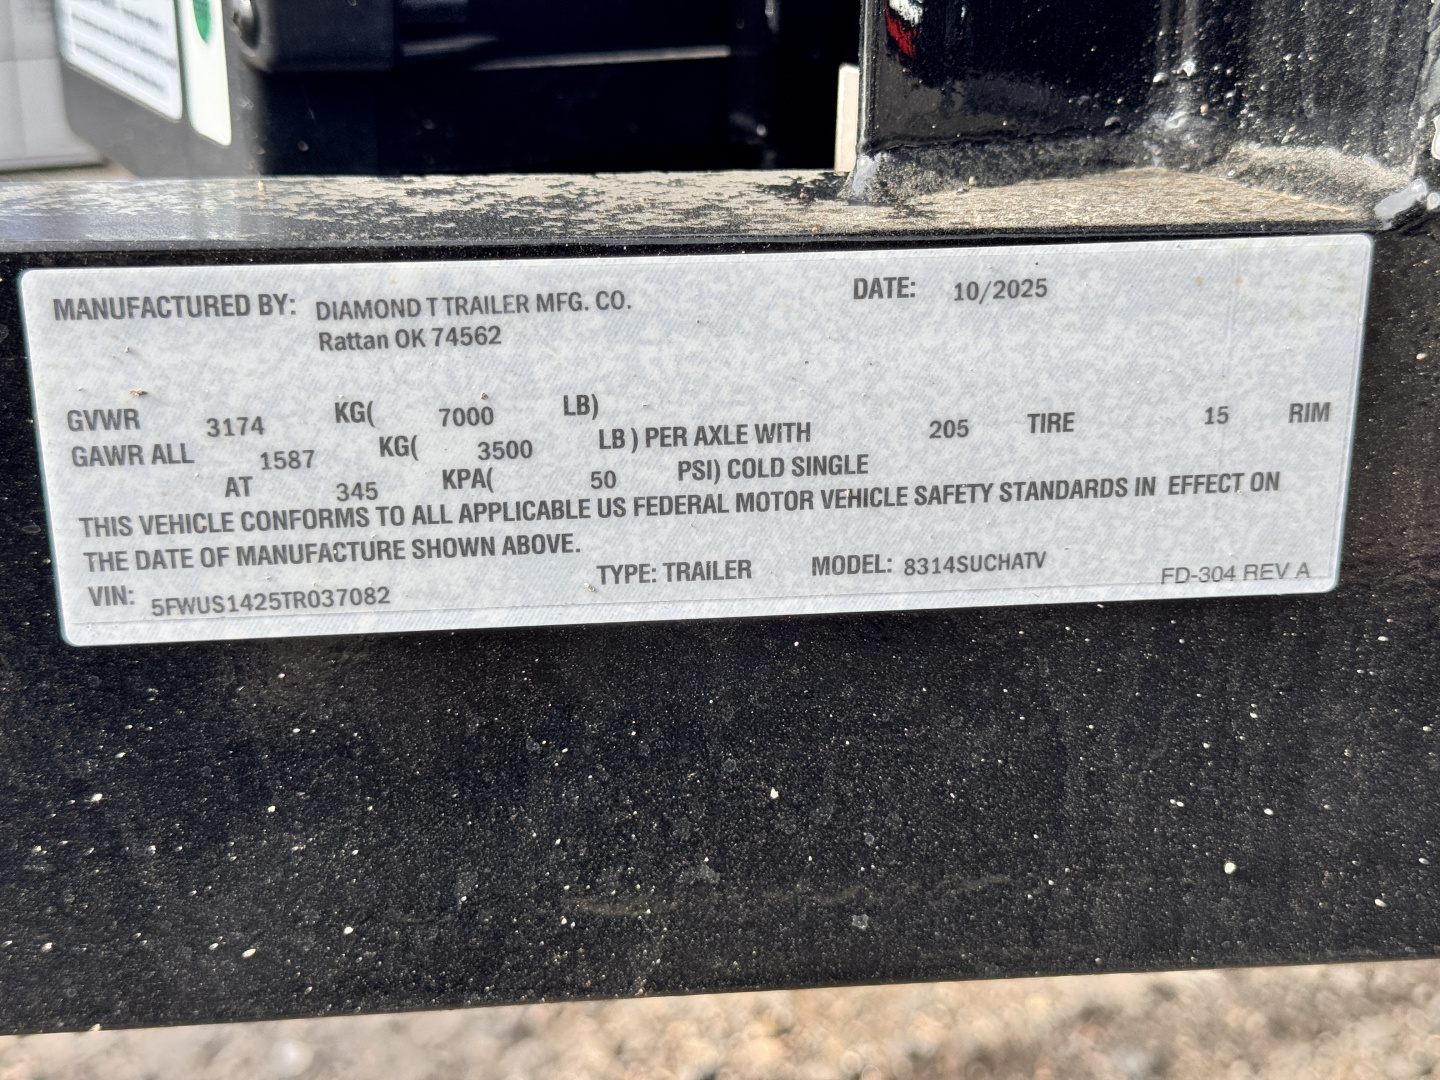 MANUFACTURED BY: DIAMOND T TRAILER MFG. CO. DATE: 10/2025
Rattan OK 74562
GVWR 3174 KG( 7000 LB)
GAWR ALL 1587 KG( 3500 LB ) PER AXLE WITH 205 TIRE 15 RIM
AT 345 KPA( 50 PSI) COLD SINGLE
THIS VEHICLE CONFORMS TO ALL APPLICABLE US FEDERAL MOTOR VEHICLE SAFETY STANDARDS IN EFFECT ON
THE DATE OF MANUFACTURE SHOWN ABOVE.
VIN: 5FWUS1425TR037082 TYPE: TRAILER MODEL: 8314SUCHATV FD-304 REV A